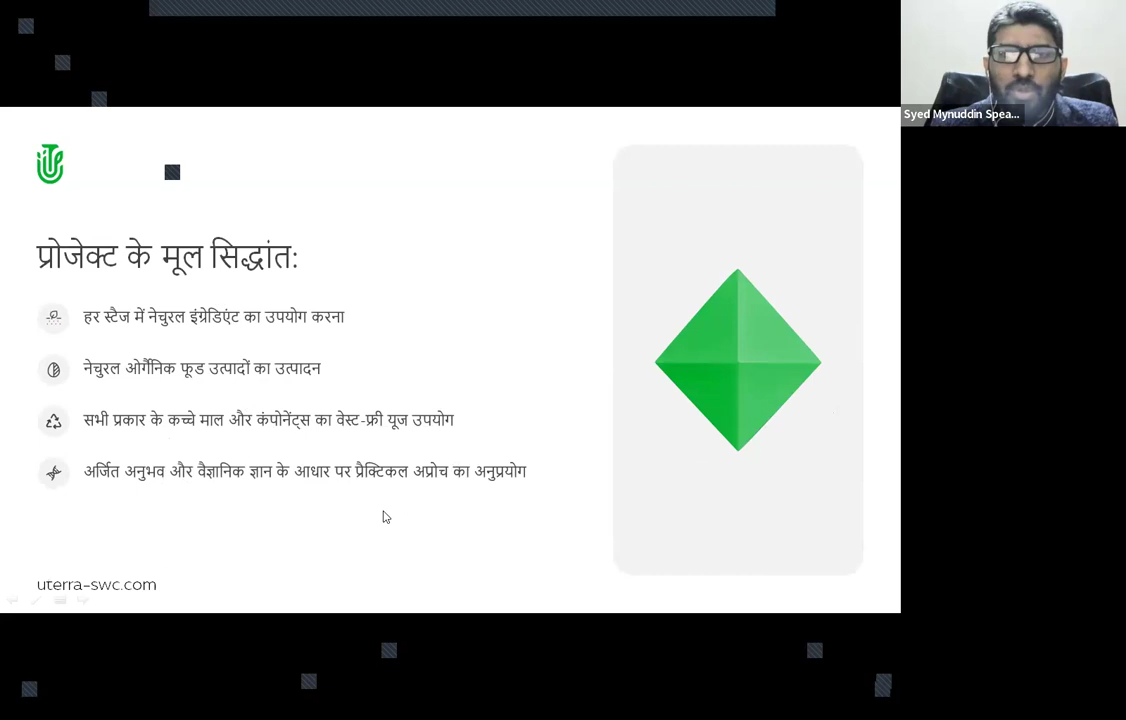 Syed Mynuddin Spea...
प्रोजेक्ट के मूल सिद्धांत:
हर स्टैज में नेचुरल इंग्रेडिएंट का उपयोग करना
नेचुरल ओर्गैनिक फूड उत्पादों का उत्पादन
सभी प्रकार के कच्चे माल और कंपोनेंट्स का वेस्ट-फ्री यूज उपयोग
अर्जित अनुभव और वैज्ञानिक ज्ञान के आधार पर प्रैक्टिकल अप्रोच का अनुप्रयोग
uterra-swc.com